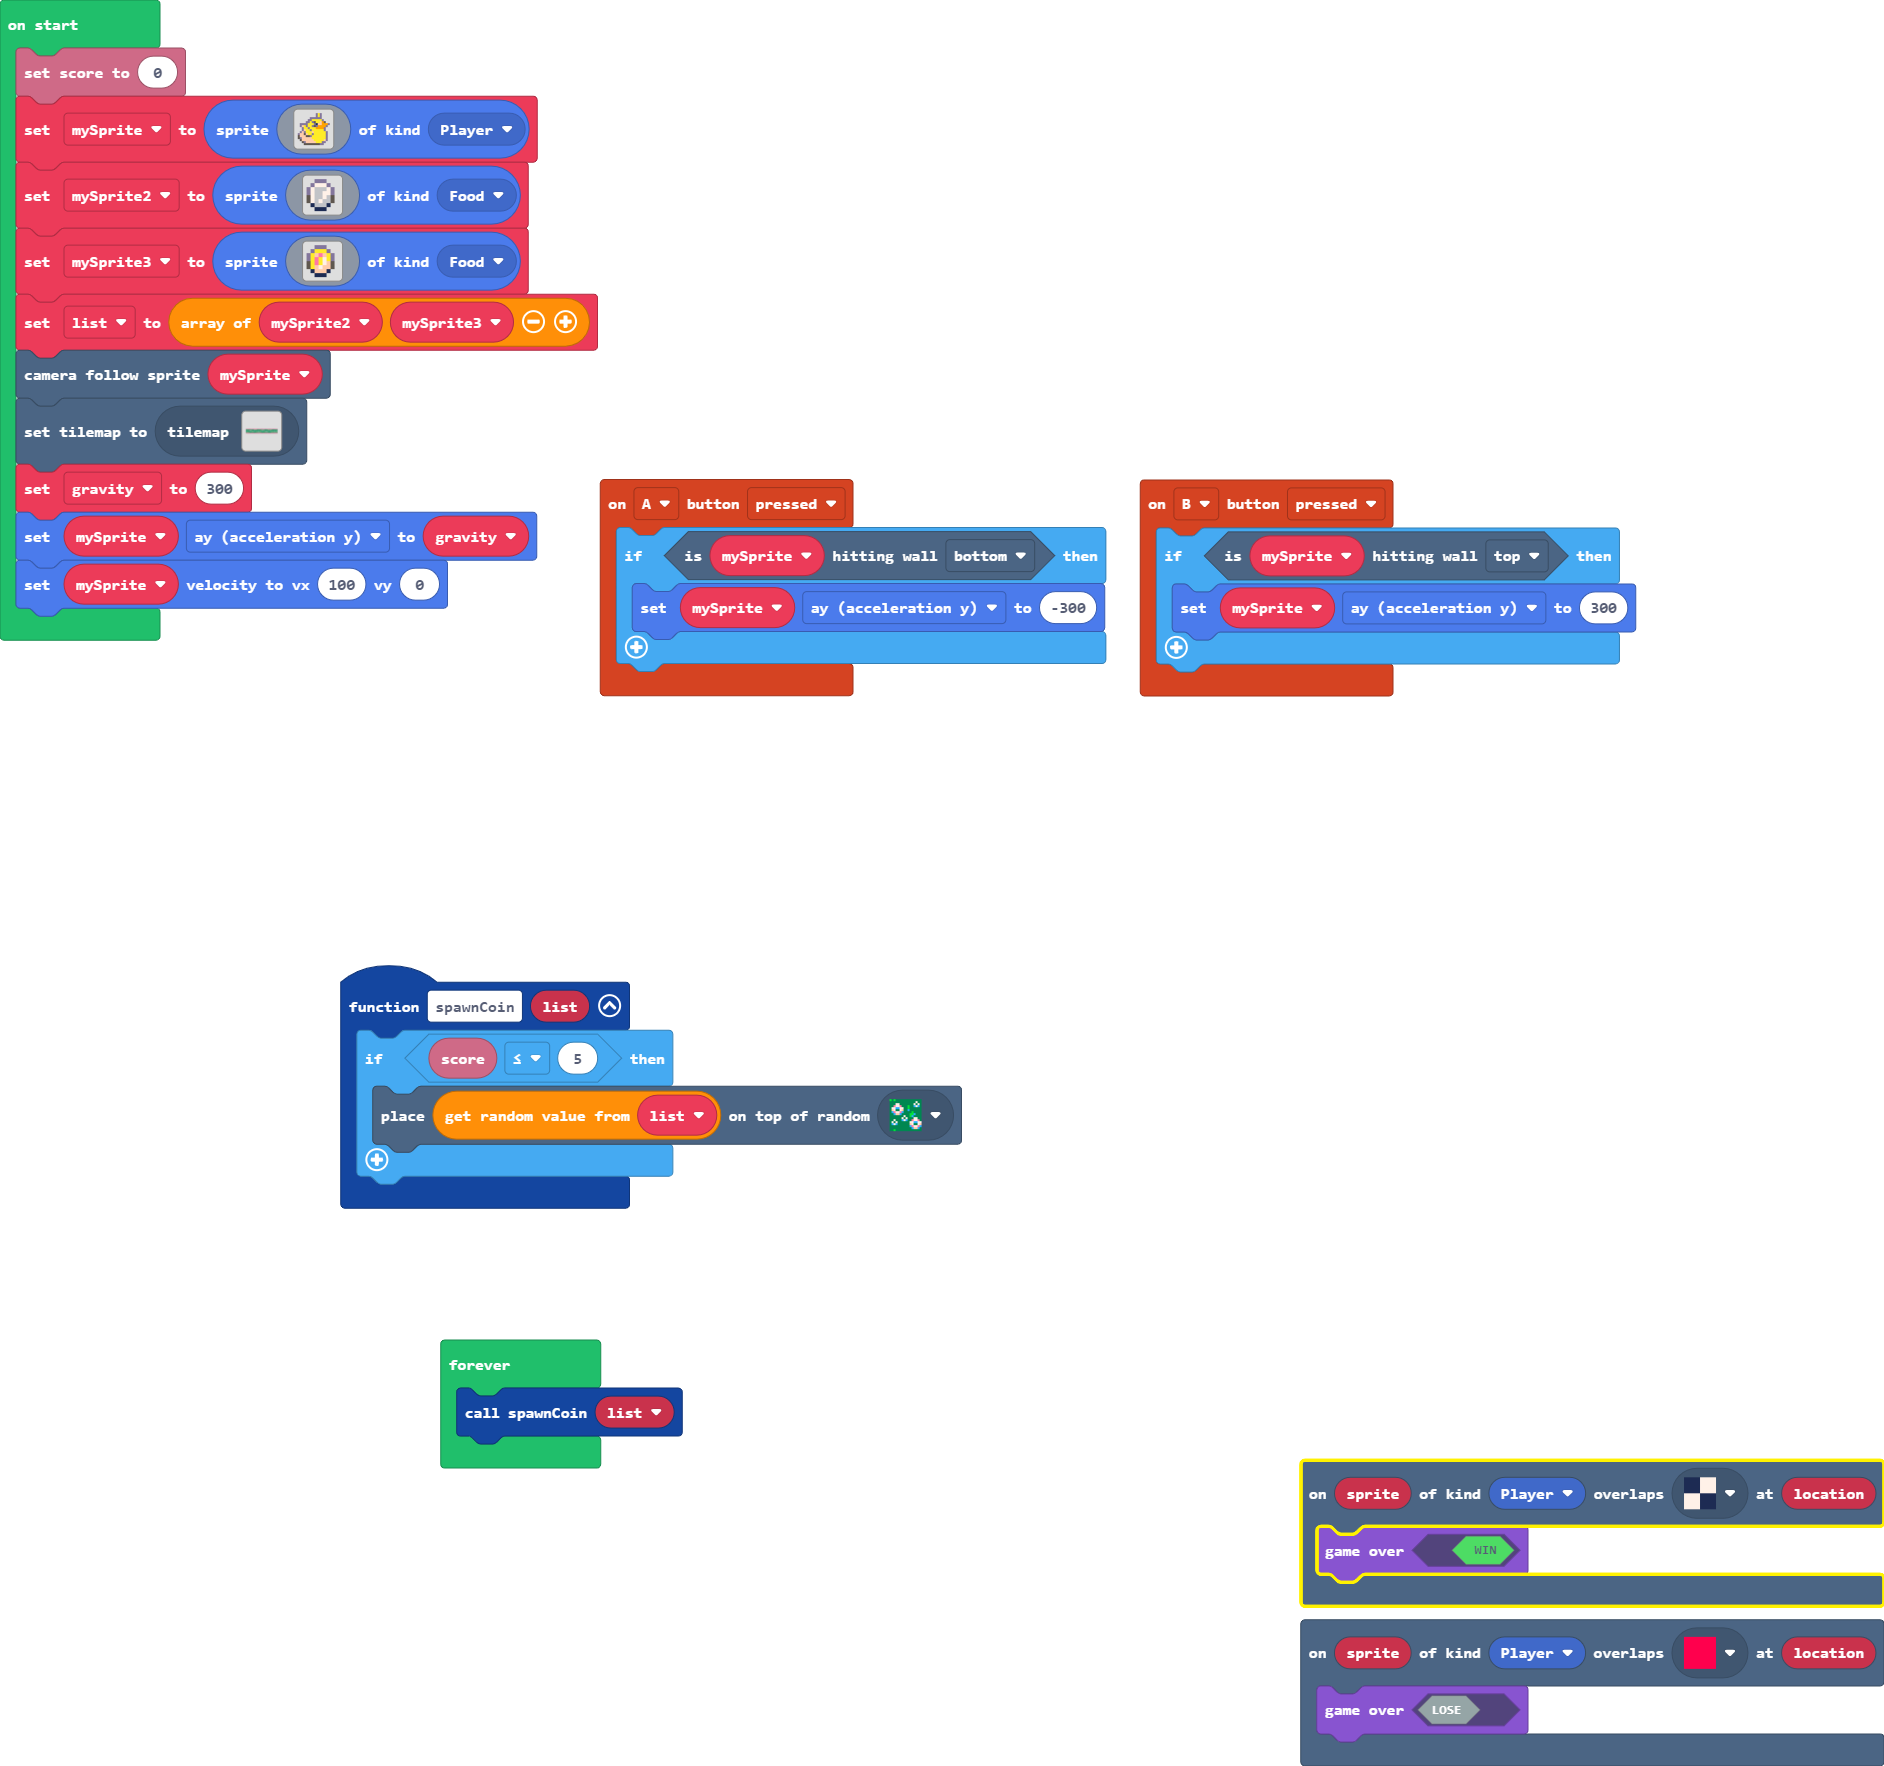 on start
set score to 0
set mySprite to sprite of kind Player
set mySprite2 to sprite of kind Food
set mySprite3 to sprite of kind Food
set list to array of mySprite2 mySprite3
camera follow sprite mySprite
set tilemap to tilemap
set gravity to 300
set mySprite ay (acceleration y) to gravity
set mySprite velocity to vx 100 vy 0
on A button pressed
if is mySprite hitting wall bottom then
set mySprite ay (acceleration y) to -300
on B button pressed
if is mySprite hitting wall top then
set mySprite ay (acceleration y) to 300
function spawnCoin list
if score ≤ 5 then
place get random value from list on top of random
forever
call spawnCoin list
on sprite of kind Player overlaps at location
game over WIN
on sprite of kind Player overlaps at location
game over LOSE